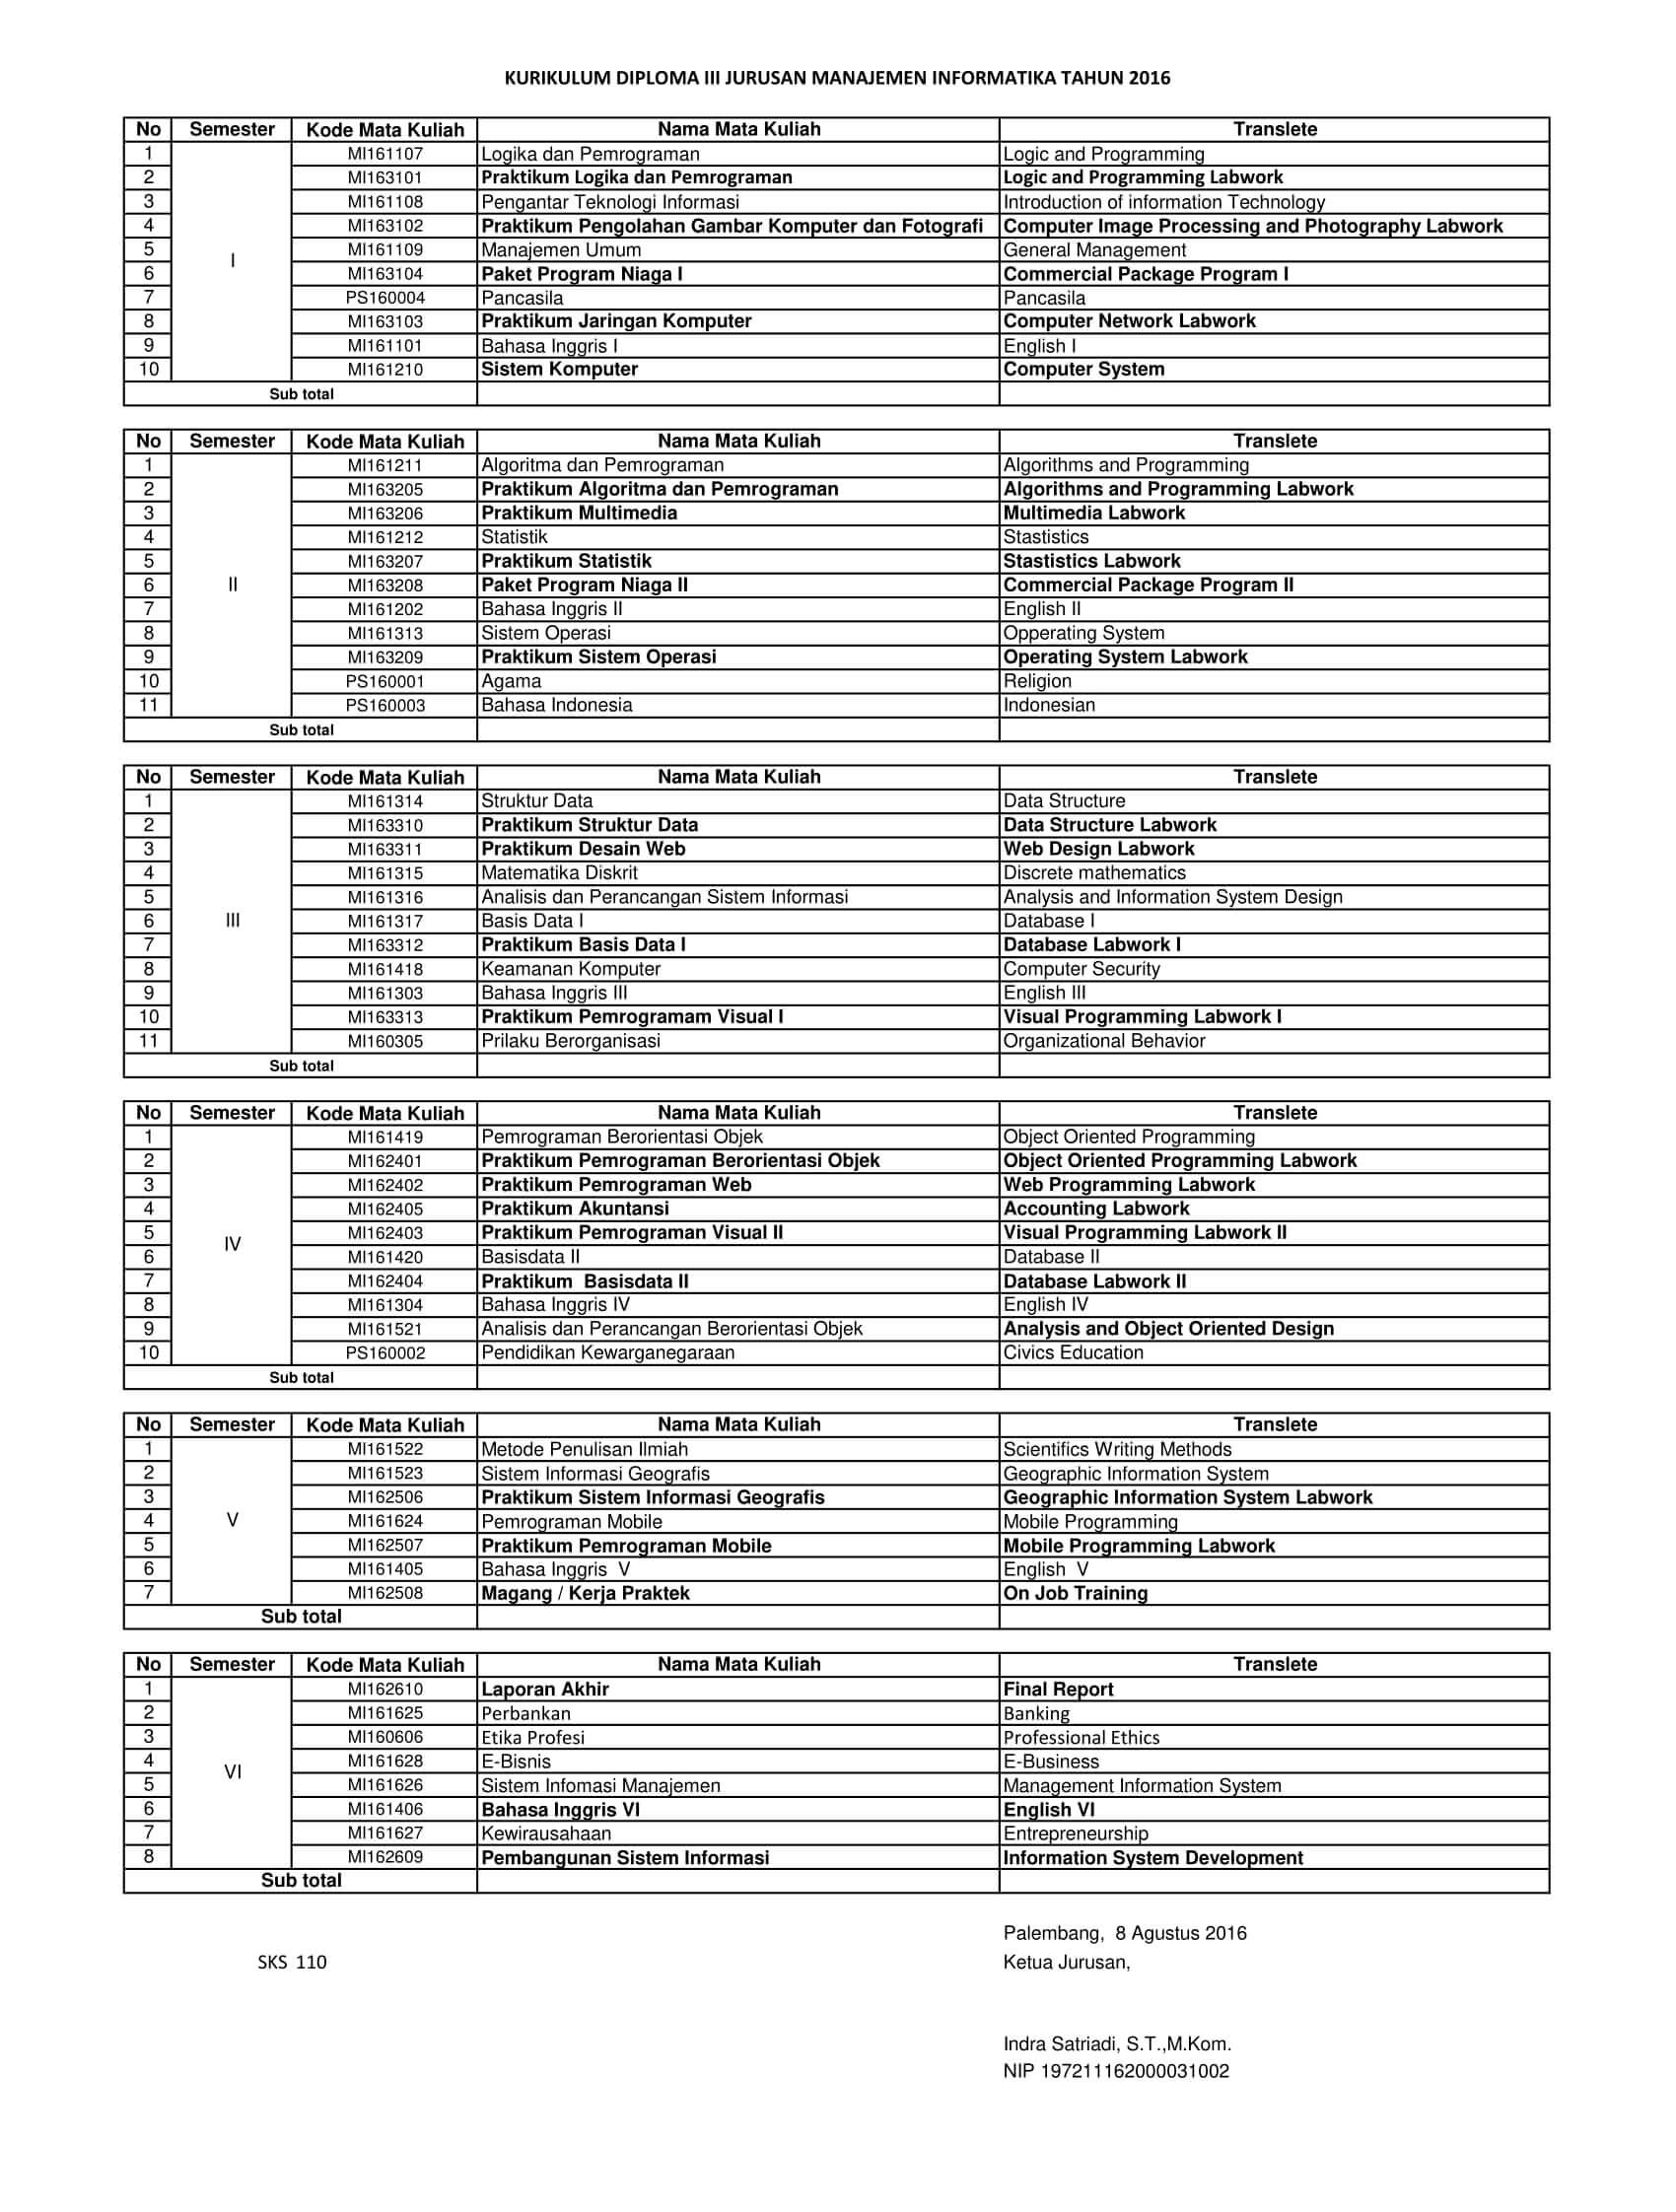 KURIKULUM DIPLOMA III JURUSAN MANAJEMEN INFORMATIKA TAHUN 2016
No Semester Kode Mata Kuliah Nama Mata Kuliah Translete
1 MI161107 Logika dan Pemrograman Logic and Programming
2 MI163101 Praktikum Logika dan Pemrograman Logic and Programming Labwork
3 MI161108 Pengantar Teknologi Informasi Introduction of information Technology
4 MI163102 Praktikum Pengolahan Gambar Komputer dan Fotografi Computer Image Processing and Photography Labwork
5 I MI161109 Manajemen Umum General Management
6 MI163104 Paket Program Niaga I Commercial Package Program I
7 PS160004 Pancasila Pancasila
8 MI163103 Praktikum Jaringan Komputer Computer Network Labwork
9 MI161101 Bahasa Inggris I English I
10 MI161210 Sistem Komputer Computer System
Sub total
No Semester Kode Mata Kuliah Nama Mata Kuliah Translete
1 MI161211 Algoritma dan Pemrograman Algorithms and Programming
2 MI163205 Praktikum Algoritma dan Pemrograman Algorithms and Programming Labwork
3 MI163206 Praktikum Multimedia Multimedia Labwork
4 MI161212 Statistik Stastistics
5 MI163207 Praktikum Statistik Stastistics Labwork
6 II MI163208 Paket Program Niaga II Commercial Package Program II
7 MI161202 Bahasa Inggris II English II
8 MI161313 Sistem Operasi Opperating System
9 MI163209 Praktikum Sistem Operasi Operating System Labwork
10 PS160001 Agama Religion
11 PS160003 Bahasa Indonesia Indonesian
Sub total
No Semester Kode Mata Kuliah Nama Mata Kuliah Translete
1 MI161314 Struktur Data Data Structure
2 MI163310 Praktikum Struktur Data Data Structure Labwork
3 MI163311 Praktikum Desain Web Web Design Labwork
4 MI161315 Matematika Diskrit Discrete mathematics
5 MI161316 Analisis dan Perancangan Sistem Informasi Analysis and Information System Design
6 III MI161317 Basis Data I Database I
7 MI163312 Praktikum Basis Data I Database Labwork I
8 MI161418 Keamanan Komputer Computer Security
9 MI161303 Bahasa Inggris III English III
10 MI163313 Praktikum Pemrogramam Visual I Visual Programming Labwork I
11 MI160305 Prilaku Berorganisasi Organizational Behavior
Sub total
No Semester Kode Mata Kuliah Nama Mata Kuliah Translete
1 MI161419 Pemrograman Berorientasi Objek Object Oriented Programming
2 MI162401 Praktikum Pemrograman Berorientasi Objek Object Oriented Programming Labwork
3 MI162402 Praktikum Pemrograman Web Web Programming Labwork
4 MI162405 Praktikum Akuntansi Accounting Labwork
5 IV MI162403 Praktikum Pemrograman Visual II Visual Programming Labwork II
6 MI161420 Basisdata II Database II
7 MI162404 Praktikum Basisdata II Database Labwork II
8 MI161304 Bahasa Inggris IV English IV
9 MI161521 Analisis dan Perancangan Berorientasi Objek Analysis and Object Oriented Design
10 PS160002 Pendidikan Kewarganegaraan Civics Education
Sub total
No Semester Kode Mata Kuliah Nama Mata Kuliah Translete
1 MI161522 Metode Penulisan Ilmiah Scientifics Writing Methods
2 MI161523 Sistem Informasi Geografis Geographic Information System
3 MI162506 Praktikum Sistem Informasi Geografis Geographic Information System Labwork
4 V MI161624 Pemrograman Mobile Mobile Programming
5 MI162507 Praktikum Pemrograman Mobile Mobile Programming Labwork
6 MI161405 Bahasa Inggris V English V
7 MI162508 Magang / Kerja Praktek On Job Training
Sub total
No Semester Kode Mata Kuliah Nama Mata Kuliah Translete
1 MI162610 Laporan Akhir Final Report
2 MI161625 Perbankan Banking
3 MI160606 Etika Profesi Professional Ethics
4 VI MI161628 E-Bisnis E-Business
5 MI161626 Sistem Infomasi Manajemen Management Information System
6 MI161406 Bahasa Inggris VI English VI
7 MI161627 Kewirausahaan Entrepreneurship
8 MI162609 Pembangunan Sistem Informasi Information System Development
Sub total
Palembang, 8 Agustus 2016
SKS 110 Ketua Jurusan,
Indra Satriadi, S.T.,M.Kom.
NIP 197211162000031002